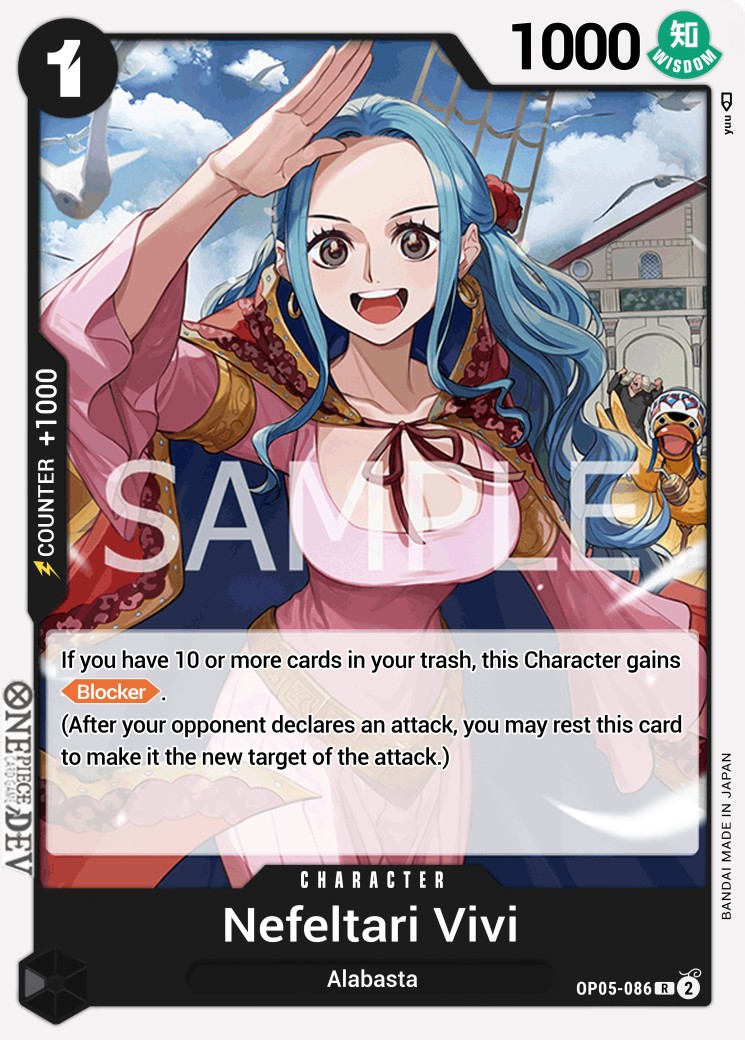 1
1000
知
WISDOM
yuu
COUNTER +1000
SAMPLE
If you have 10 or more cards in your trash, this Character gains
Blocker.
(After your opponent declares an attack, you may rest this card
to make it the new target of the attack.)
ONE PIECE
CARD GAME
DEV
BANDAI MADE IN JAPAN
CHARACTER
Nefeltari Vivi
Alabasta
OP05-086 R 2